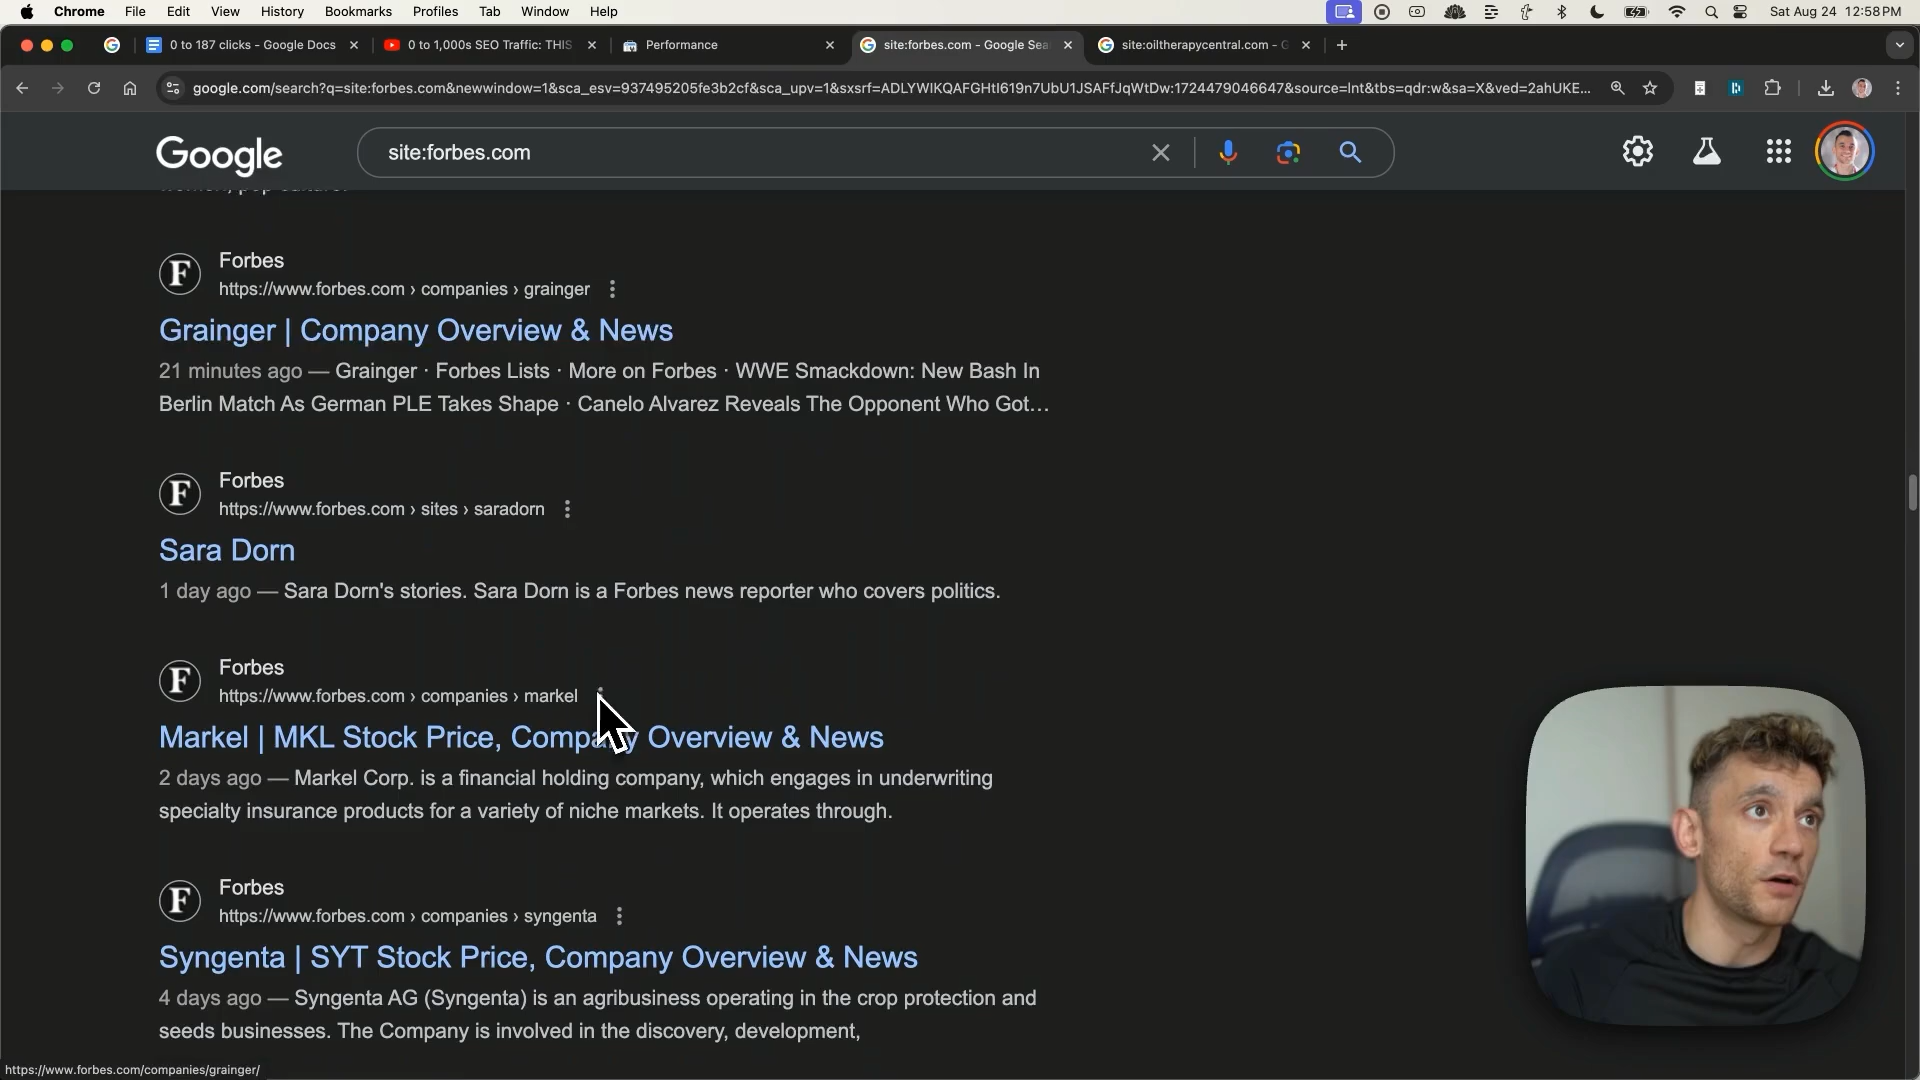 Chrome File Edit View History Bookmarks Profiles Tab Window Help Sat Aug 24 12:58 PM
0 to 187 clicks - Google Docs
0 to 1,000s SEO Traffic: THIS
Performance
site:forbes.com - Google Sea
site:oiltherapycentral.com - G
google.com/search?q=site:forbes.com&newwindow=1&sca_esv=937495205fe3b2cf&sca_upv=1&sxsrf=ADLYWIKQAFGHtI619n7UbU1JSAFfJqWtDw:1724479046647&source=lnt&tbs=qdr:w&sa=X&ved=2ahUKE...
Google
site:forbes.com
Forbes
https://www.forbes.com › companies › grainger
Grainger | Company Overview & News
21 minutes ago — Grainger · Forbes Lists · More on Forbes · WWE Smackdown: New Bash In
Berlin Match As German PLE Takes Shape · Canelo Alvarez Reveals The Opponent Who Got...
F
Forbes
https://www.forbes.com › sites › saradorn
Sara Dorn
1 day ago — Sara Dorn's stories. Sara Dorn is a Forbes news reporter who covers politics.
F
Forbes
https://www.forbes.com › companies › markel
Markel | MKL Stock Price, Company Overview & News
2 days ago — Markel Corp. is a financial holding company, which engages in underwriting
specialty insurance products for a variety of niche markets. It operates through.
F
Forbes
https://www.forbes.com › companies › syngenta
Syngenta | SYT Stock Price, Company Overview & News
4 days ago — Syngenta AG (Syngenta) is an agribusiness operating in the crop protection and
seeds businesses. The Company is involved in the discovery, development,
F
https://www.forbes.com/companies/grainger/